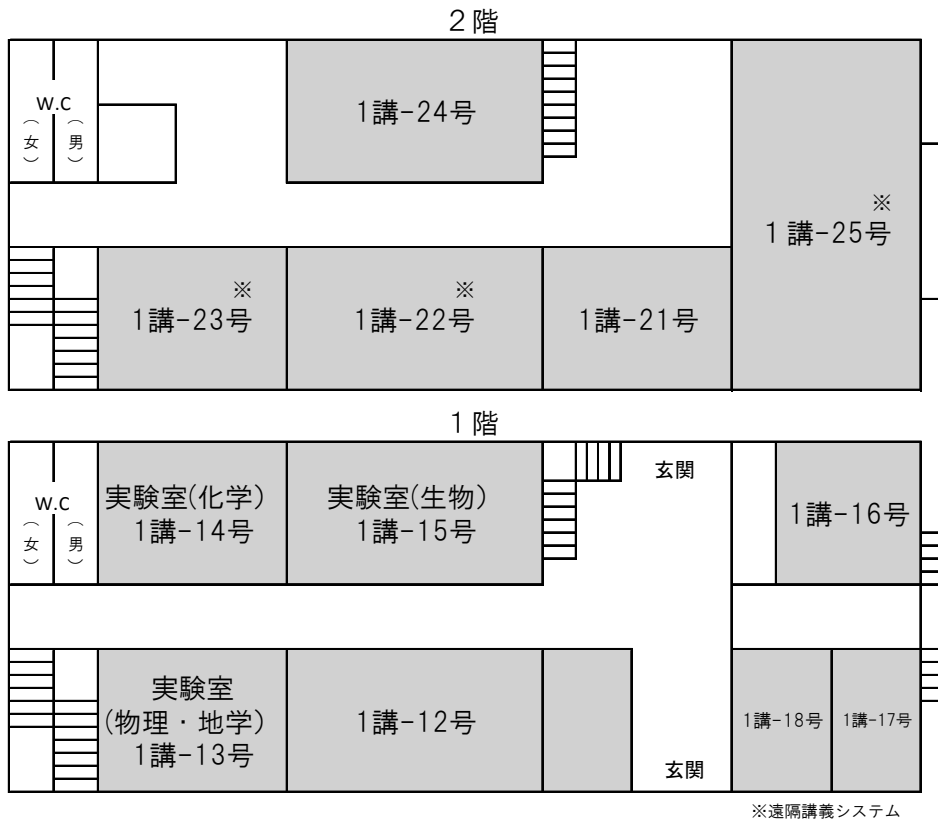 2階
W.C
（女）
（男）
1講-24号
※
1講-25号
※
1講-23号
※
1講-22号
1講-21号
1階
W.C
（女）
（男）
実験室(化学)
1講-14号
実験室(生物)
1講-15号
玄関
1講-16号
実験室
(物理・地学)
1講-13号
1講-12号
玄関
1講-18号
1講-17号
※遠隔講義システム